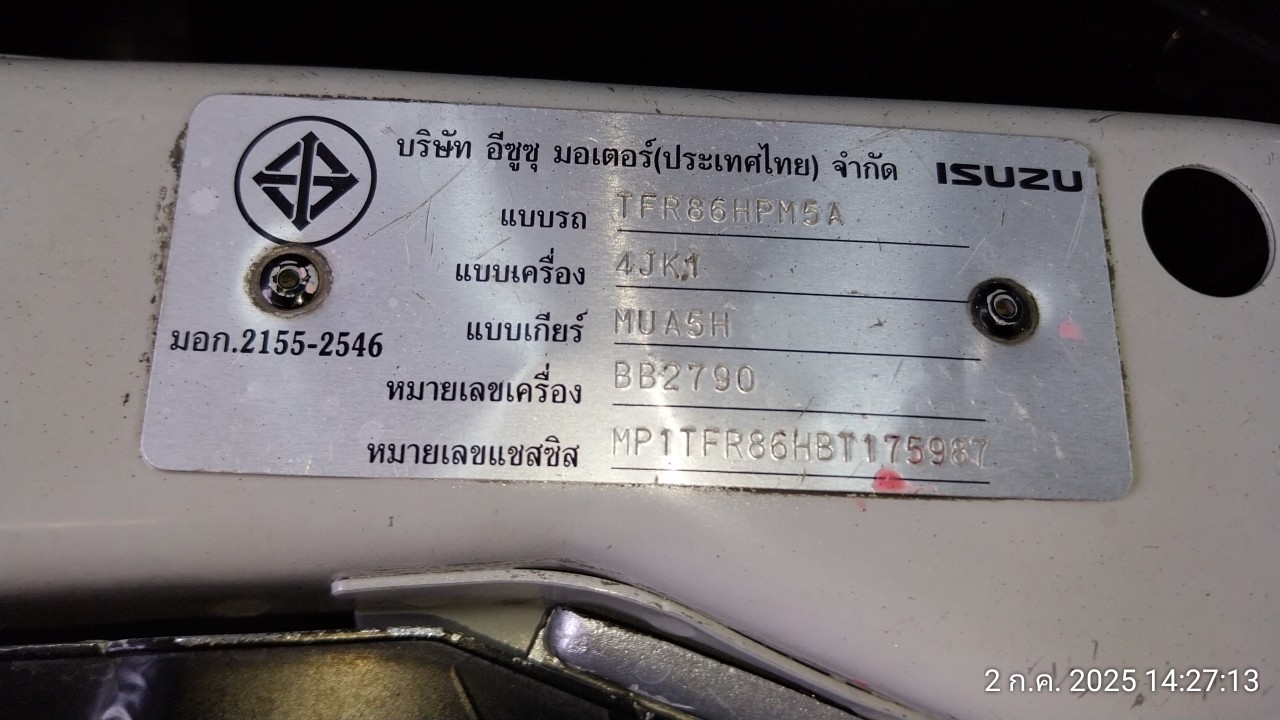 บริษัท อีซูซุ มอเตอร์(ประเทศไทย) จำกัด ISUZU
แบบรถ TFR86HPM5A
แบบเครื่อง 4JK1
แบบเกียร์ MUA5H
มอก.2155-2546
หมายเลขเครื่อง BB2790
หมายเลขแชสซิส MP1TFR86HBT175987
2 ก.ค. 2025 14:27:13